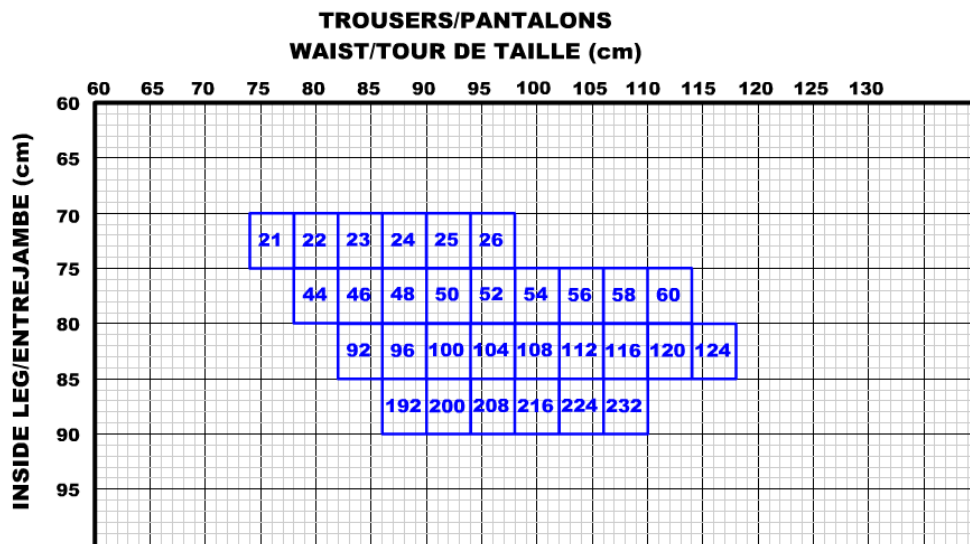 TROUSERS/PANTALONS
WAIST/TOUR DE TAILLE (cm)
60 65 70 75 80 85 90 95 100 105 110 115 120 125 130
INSIDE LEG/ENTREJAMBE (cm)
60
65
70
21 22 23 24 25 26
75
44 46 48 50 52 54 56 58 60
80
92 96 100 104 108 112 116 120 124
85
192 200 208 216 224 232
90
95